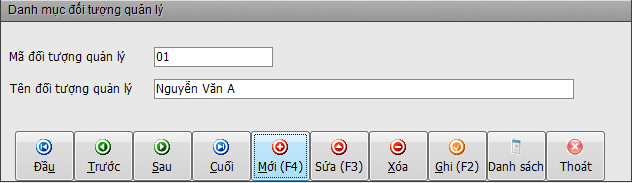 Danh mục đối tượng quản lý
Mã đối tượng quản lý 01
Tên đối tượng quản lý Nguyễn Văn A
Đầu Trước Sau Cuối Mới (F4) Sửa (F3) Xóa Ghi (F2) Danh sách Thoát